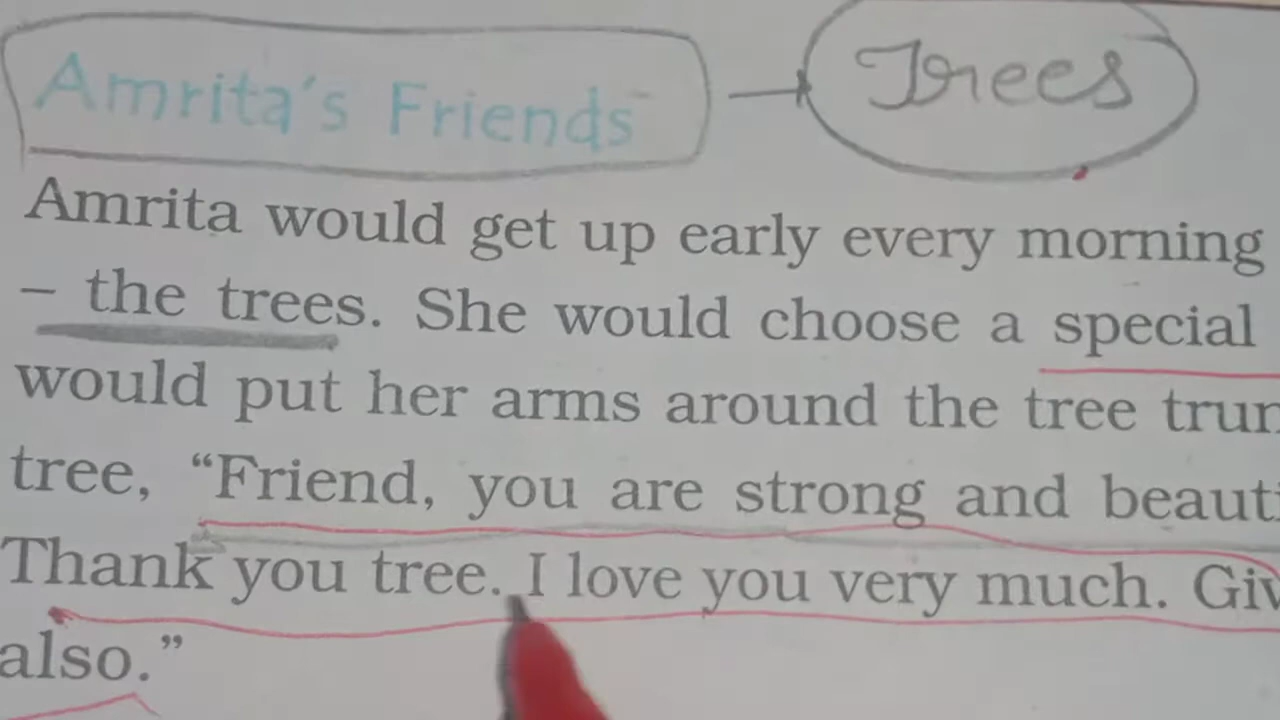 Amrita's Friends
Trees
Amrita would get up early every morning
– the trees. She would choose a special
would put her arms around the tree
tree, “Friend, you are strong and
Thank you tree. I love you very much.
also.”